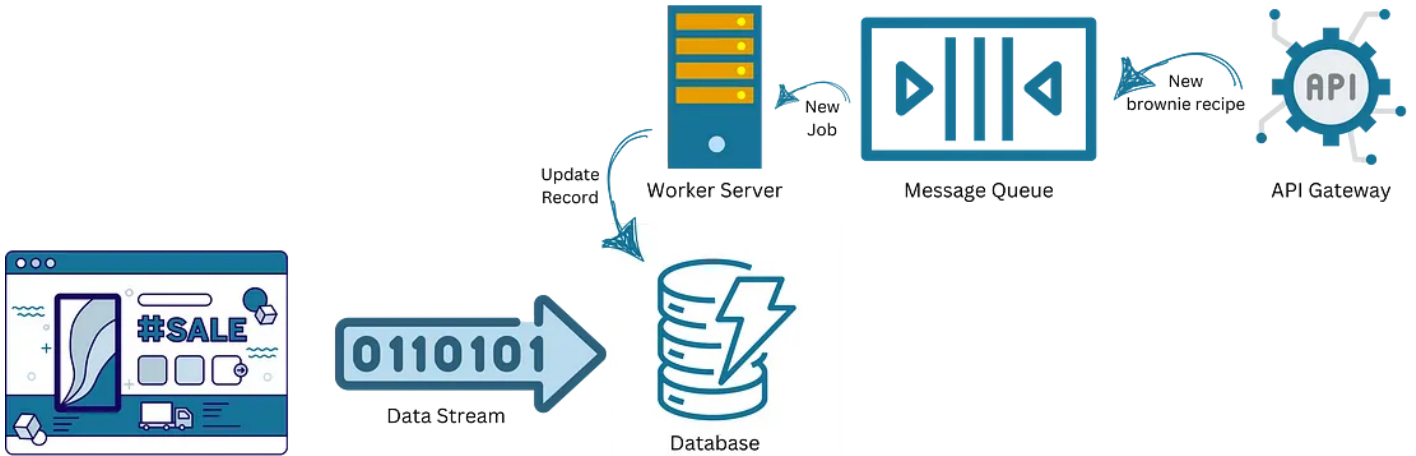 API
New
brownie recipe
New
Job
Update
Record
Worker Server
Message Queue
API Gateway
#SALE
0110101
Data Stream
Database